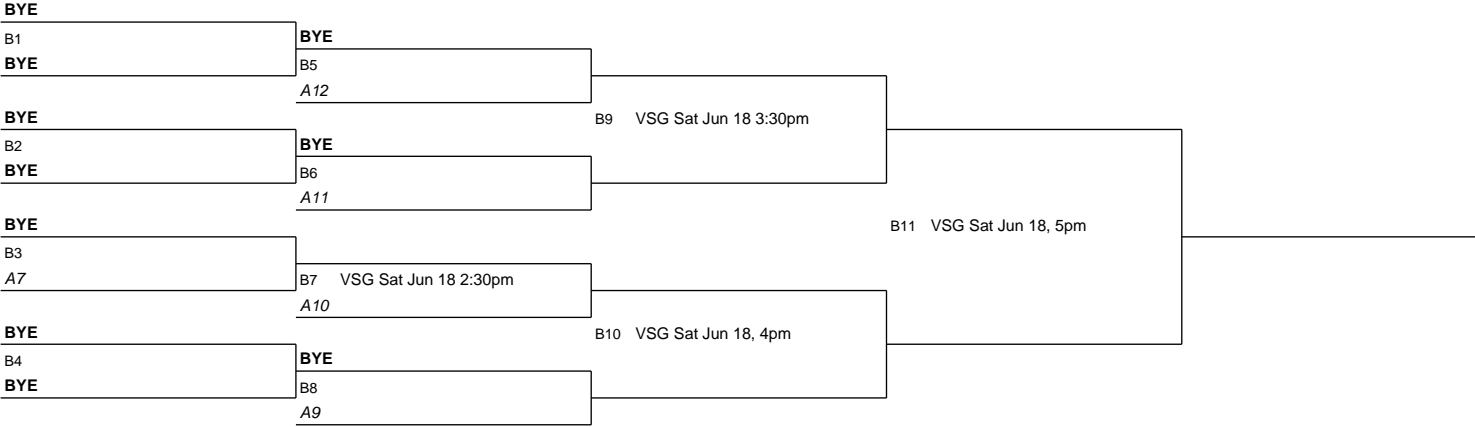 BYE
B1
BYE
BYE
B5
A12
B9 VSG Sat Jun 18 3:30pm
BYE
B2
BYE
BYE
B6
A11
B11 VSG Sat Jun 18, 5pm
BYE
B3
A7
B7 VSG Sat Jun 18 2:30pm
A10
B10 VSG Sat Jun 18, 4pm
BYE
B4
BYE
BYE
B8
A9